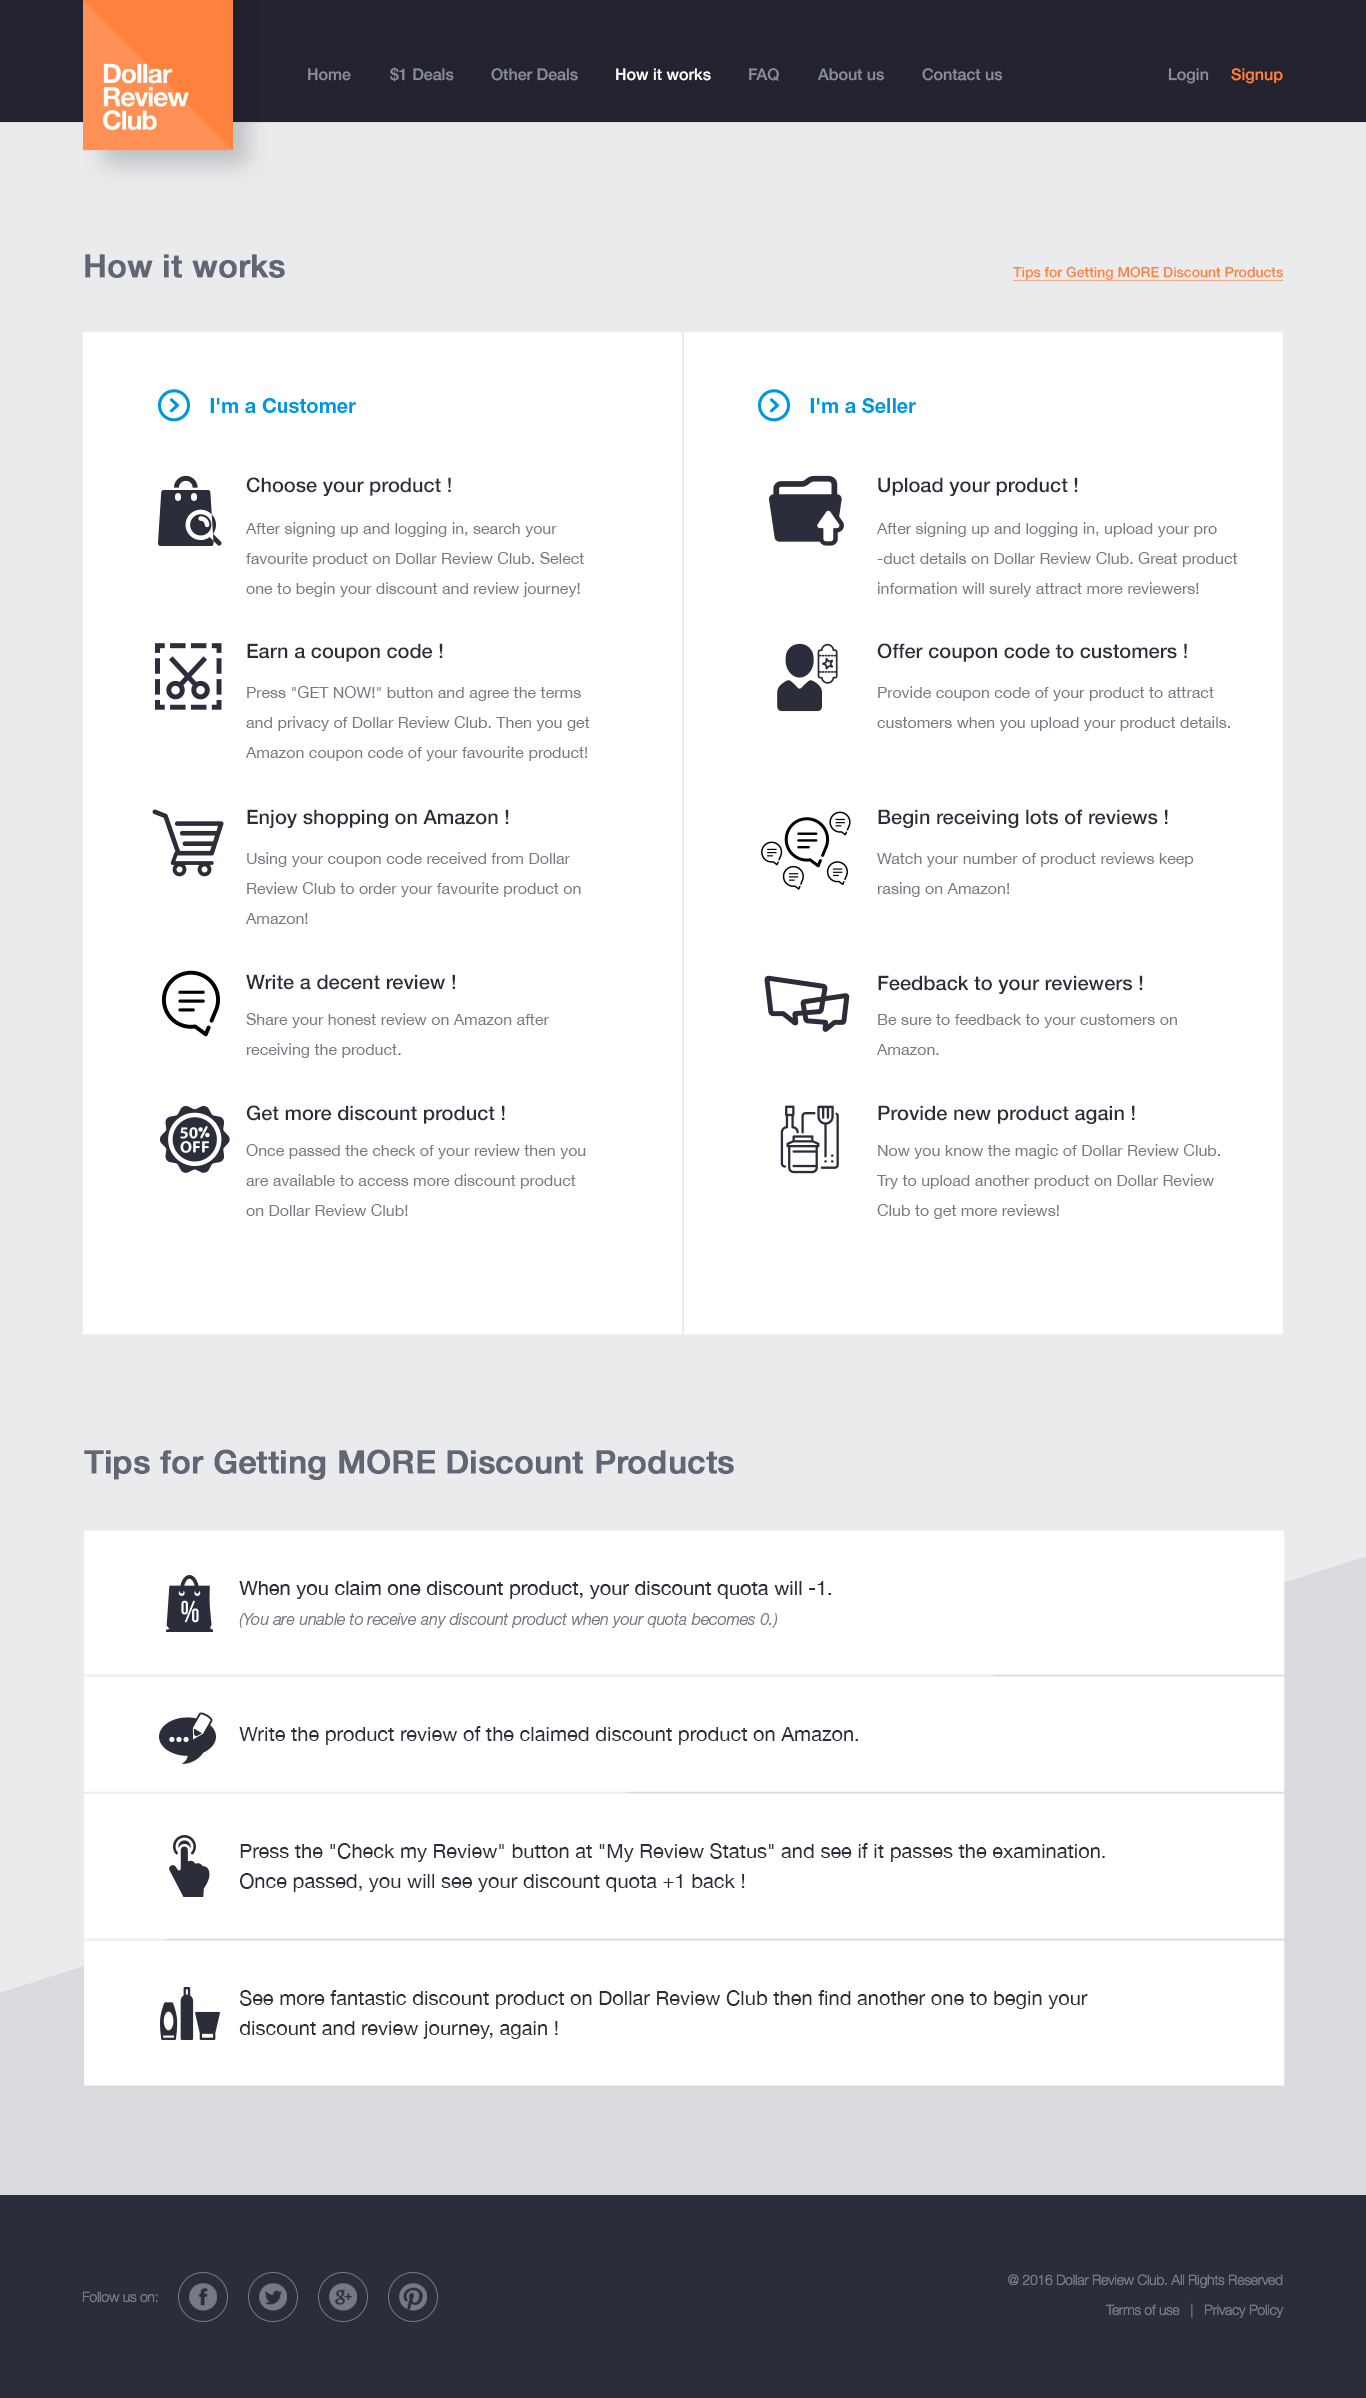 Dollar
Review
Club
Home
$1 Deals
Other Deals
How it works
FAQ
About us
Contact us
Login
Signup
How it works
Tips for Getting MORE Discount Products
I'm a Customer
Choose your product !
After signing up and logging in, search your
favourite product on Dollar Review Club. Select
one to begin your discount and review journey!
Earn a coupon code !
Press "GET NOW!" button and agree the terms
and privacy of Dollar Review Club. Then you get
Amazon coupon code of your favourite product!
Enjoy shopping on Amazon !
Using your coupon code received from Dollar
Review Club to order your favourite product on
Amazon!
Write a decent review !
Share your honest review on Amazon after
receiving the product.
50%
OFF
Get more discount product !
Once passed the check of your review then you
are available to access more discount product
on Dollar Review Club!
I'm a Seller
Upload your product !
After signing up and logging in, upload your pro
-duct details on Dollar Review Club. Great product
information will surely attract more reviewers!
Offer coupon code to customers !
Provide coupon code of your product to attract
customers when you upload your product details.
Begin receiving lots of reviews !
Watch your number of product reviews keep
rasing on Amazon!
Feedback to your reviewers !
Be sure to feedback to your customers on
Amazon.
Provide new product again !
Now you know the magic of Dollar Review Club.
Try to upload another product on Dollar Review
Club to get more reviews!
Tips for Getting MORE Discount Products
%
When you claim one discount product, your discount quota will -1.
(You are unable to receive any discount product when your quota becomes 0.)
Write the product review of the claimed discount product on Amazon.
Press the "Check my Review" button at "My Review Status" and see if it passes the examination.
Once passed, you will see your discount quota +1 back !
See more fantastic discount product on Dollar Review Club then find another one to begin your
discount and review journey, again !
Follow us on:
@ 2016 Dollar Review Club. All Rights Reserved
Terms of use | Privacy Policy